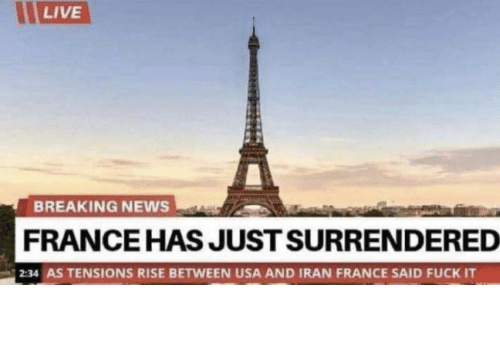 LIVE
BREAKING NEWS
FRANCE HAS JUST SURRENDERED
2:34 AS TENSIONS RISE BETWEEN USA AND IRAN FRANCE SAID FUCK IT